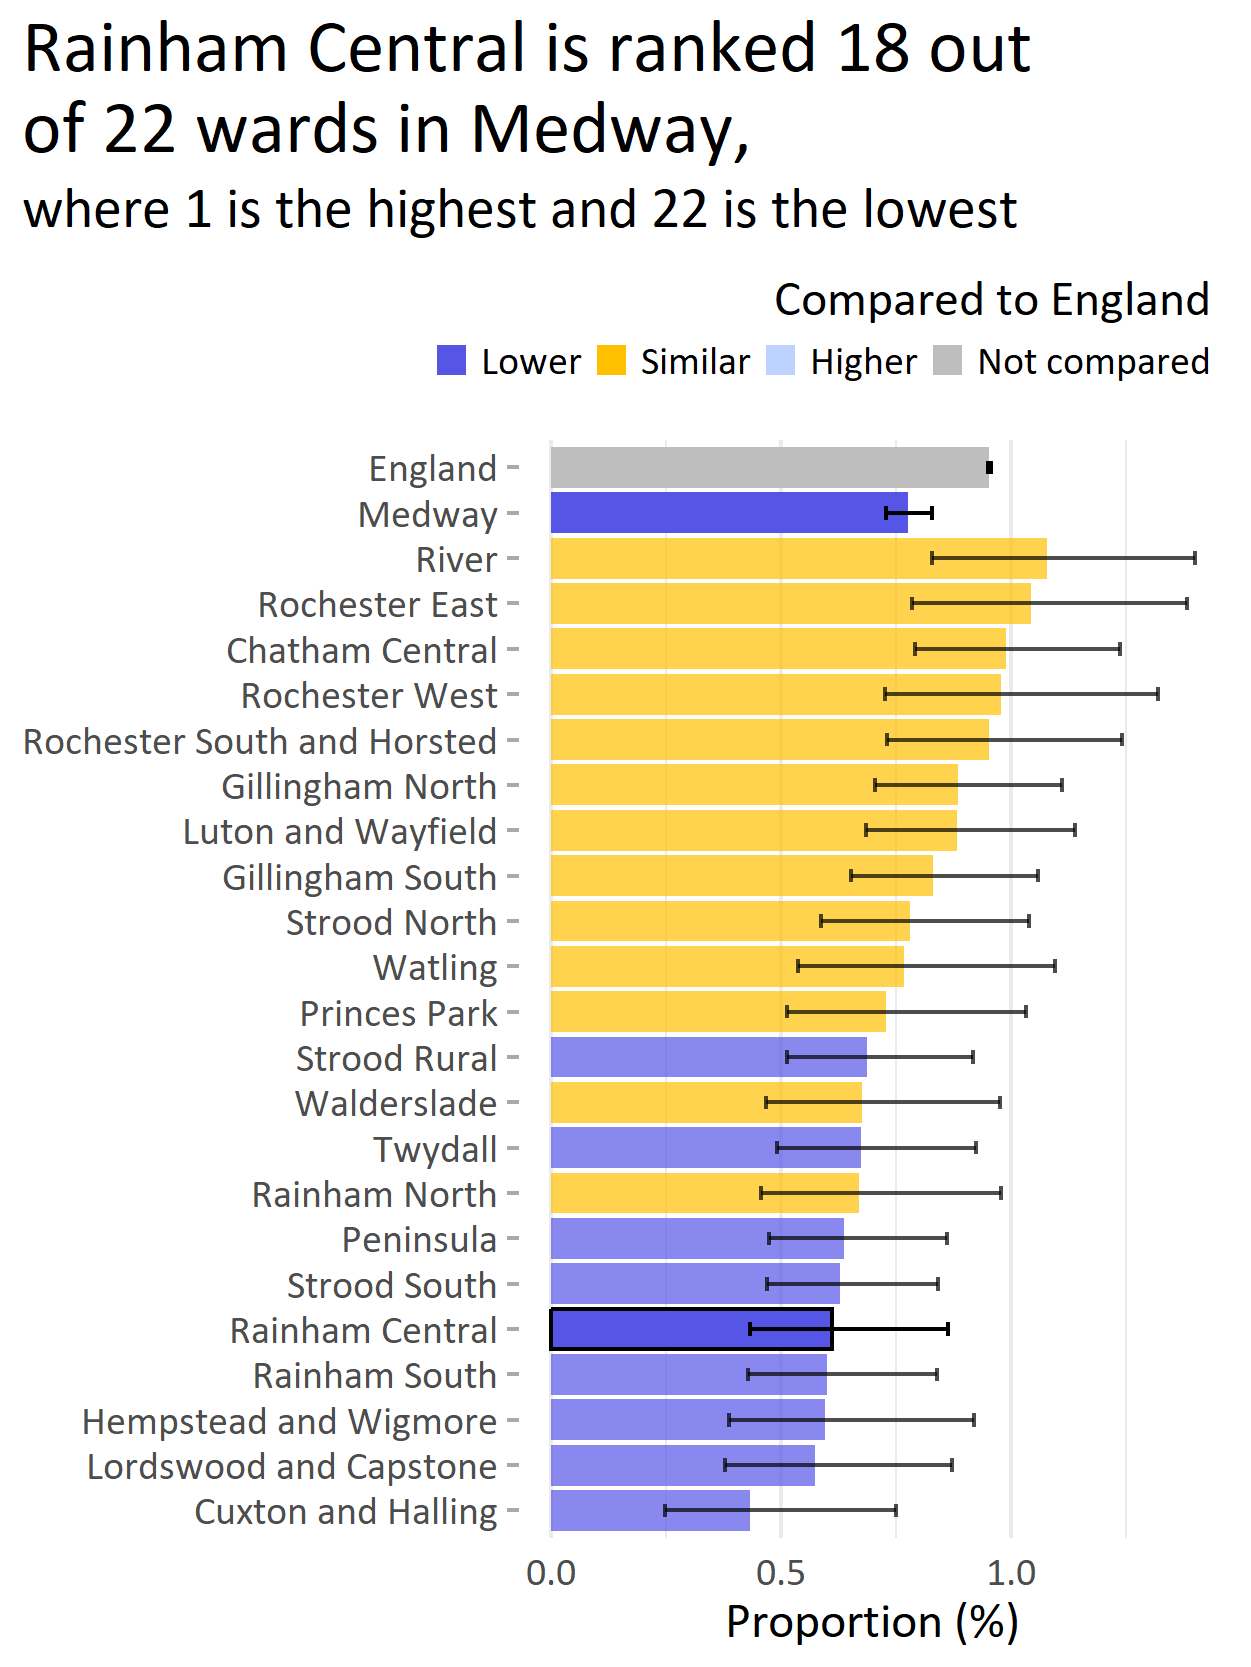 Rainham Central is ranked 18 out
of 22 wards in Medway,
where 1 is the highest and 22 is the lowest
Compared to England
Lower Similar Higher Not compared
England
Medway
River
Rochester East
Chatham Central
Rochester West
Rochester South and Horsted
Gillingham North
Luton and Wayfield
Gillingham South
Strood North
Watling
Princes Park
Strood Rural
Walderslade
Twydall
Rainham North
Peninsula
Strood South
Rainham Central
Rainham South
Hempstead and Wigmore
Lordswood and Capstone
Cuxton and Halling
0.0 0.5 1.0
Proportion (%)